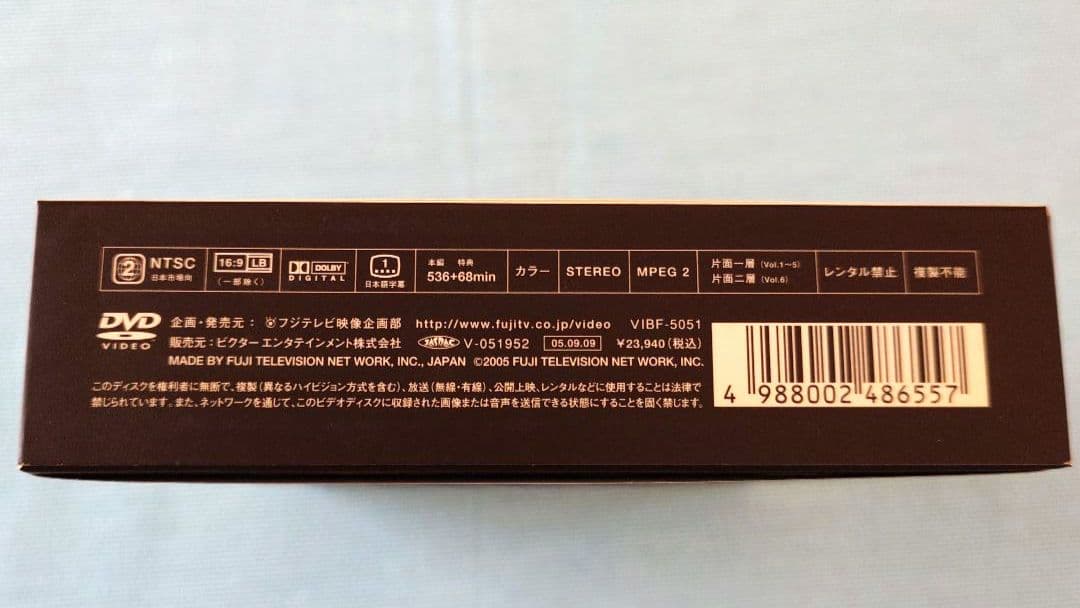 2 NTSC 日本市場向 16:9 LB (一部除く) DOLBY DIGITAL 1 日本語字幕 本編 特典 536+68min カラー STEREO MPEG 2 片面一層 (Vol.1〜5) 片面二層 (Vol.6) レンタル禁止 複製不能
DVD VIDEO
企画・発売元: フジテレビ映像企画部 http://www.fujitv.co.jp/video VIBF-5051
販売元:ビクターエンタテインメント株式会社 V-051952 05.09.09 ¥23,940(税込)
MADE BY FUJI TELEVISION NET WORK, INC., JAPAN ©2005 FUJI TELEVISION NET WORK, INC.
このディスクを権利者に無断で、複製(異なるハイビジョン方式を含む)、放送(無線・有線)、公開上映、レンタルなどに使用することは法律で
禁じられています。また、ネットワークを通じて、このビデオディスクに収録された画像または音声を送信できる状態にすることを固く禁じます。
4 988002 486557